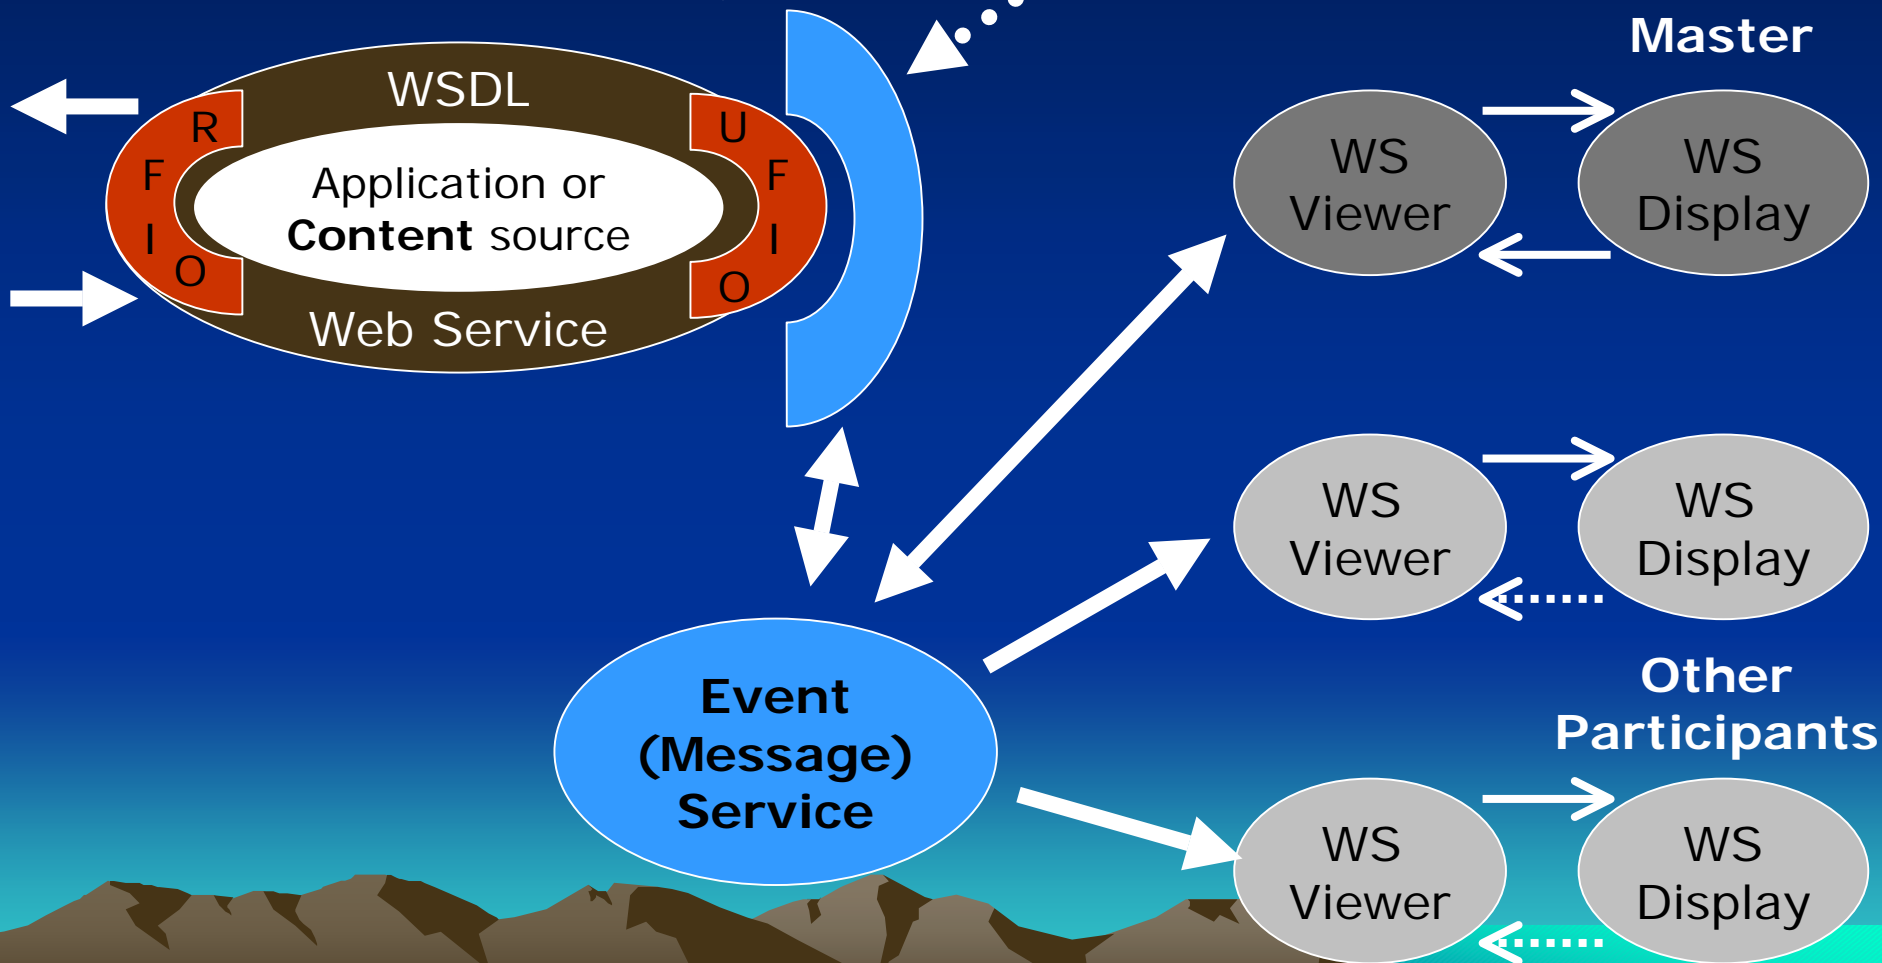 Master
WSDL
R
F
I
O
Application or
Content source
U
F
I
O
Web Service
WS
Viewer
WS
Display
WS
Viewer
WS
Display
Event
(Message)
Service
Other
Participants
WS
Viewer
WS
Display